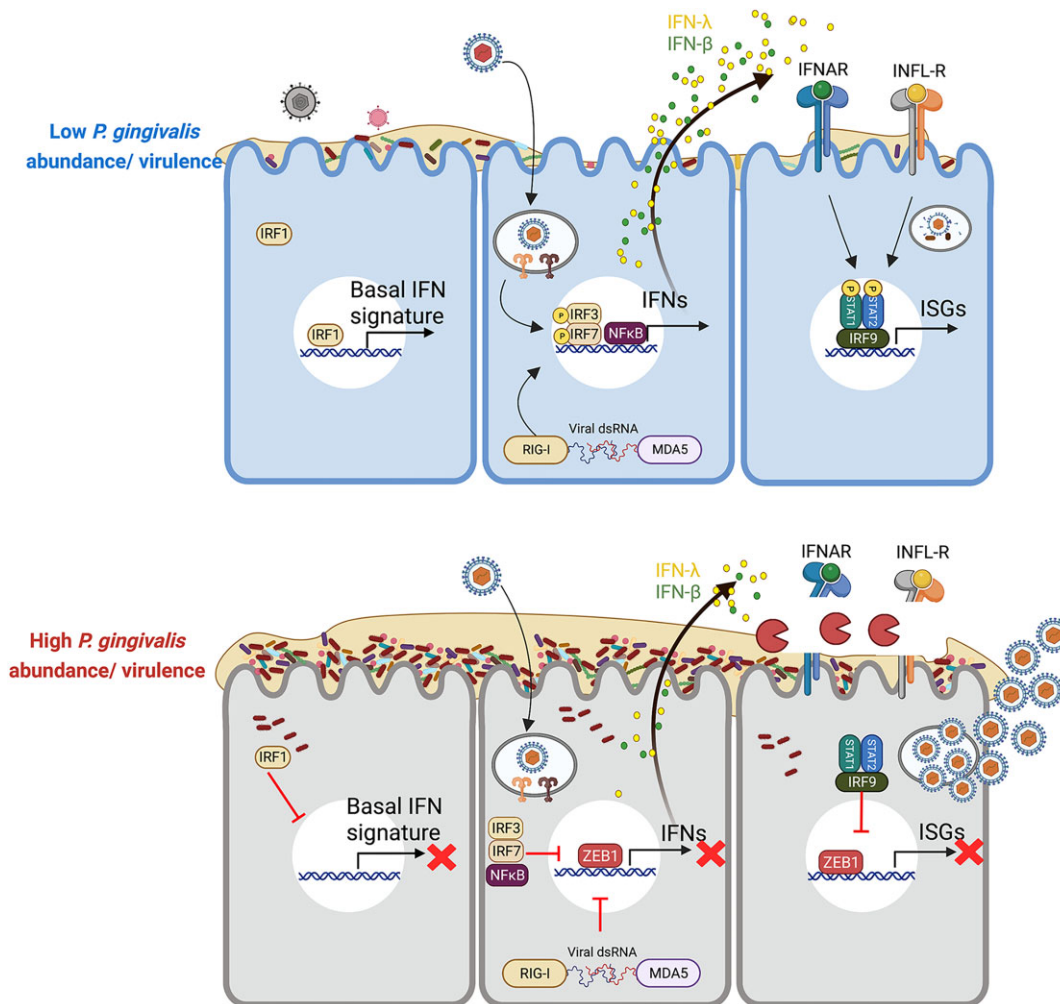 IFN-λ
IFN-β
IFNAR
INFL-R
Low P. gingivalis
abundance/ virulence
IRF1
Basal IFN
signature
IRF1
P
IRF3
P
IRF7
NFκB
IFNs
P
P
STAT1
STAT2
IRF9
ISGs
Viral dsRNA
RIG-I
MDA5
IFNAR
INFL-R
IFN-λ
IFN-β
High P. gingivalis
abundance/ virulence
IRF1
Basal IFN
signature
IRF3
IRF7
NFκB
ZEB1
IFNs
STAT1
STAT2
IRF9
ZEB1
ISGs
Viral dsRNA
RIG-I
MDA5